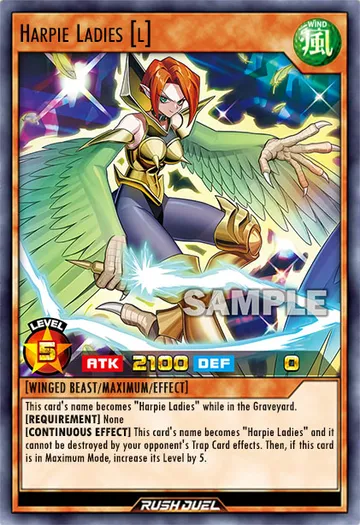 HARPIE LADIES [L]
WIND
風
SAMPLE
LEVEL
5
ATK 2100 DEF 0
[WINGED BEAST/MAXIMUM/EFFECT]
This card's name becomes "Harpie Ladies" while in the Graveyard.
[REQUIREMENT] None
[CONTINUOUS EFFECT] This card's name becomes "Harpie Ladies" and it
cannot be destroyed by your opponent's Trap Card effects. Then, if this card
is in Maximum Mode, increase its Level by 5.
RUSH DUEL